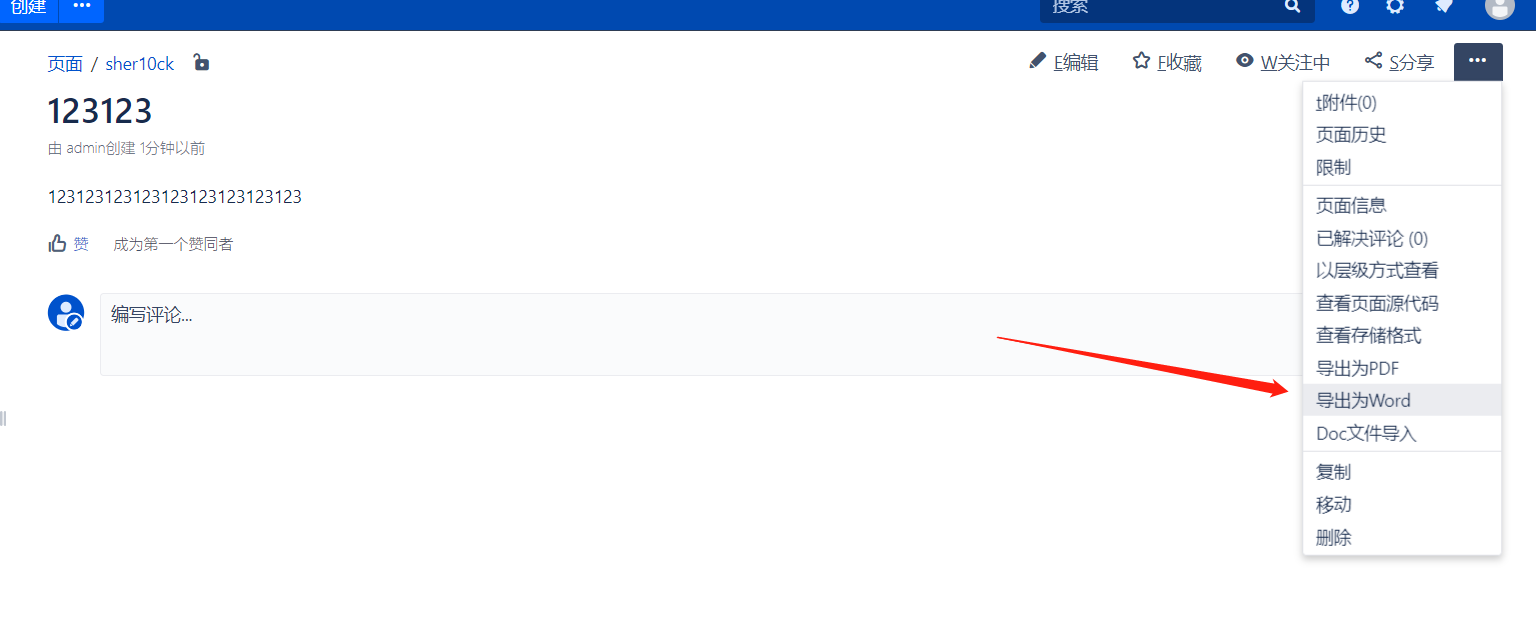 创建 ••• 搜索
页面 / sher10ck E编辑 F收藏 W关注中 S分享 •••
123123
由 admin创建 1分钟以前
123123123123123123123123123
赞 成为第一个赞同者
编写评论...
t附件(0)
页面历史
限制
页面信息
已解决评论 (0)
以层级方式查看
查看页面源代码
查看存储格式
导出为PDF
导出为Word
Doc文件导入
复制
移动
删除